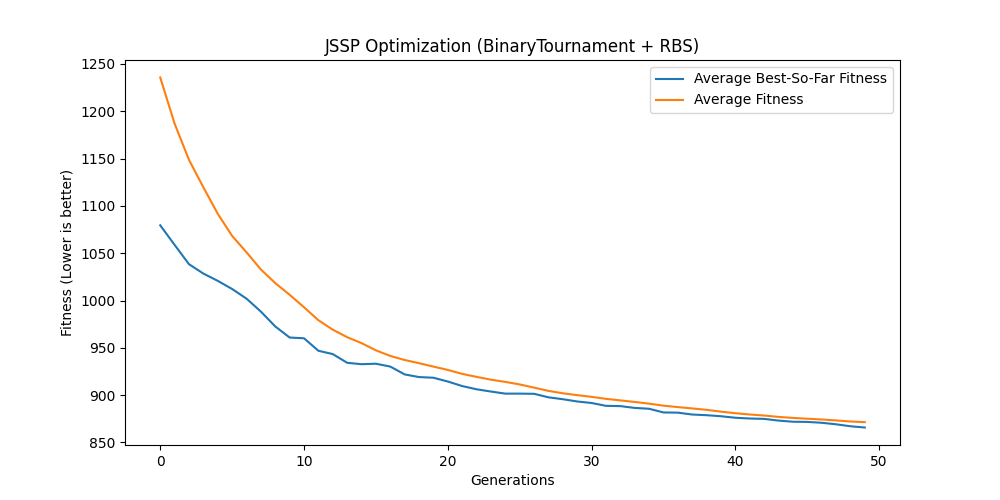 JSSP Optimization (BinaryTournament + RBS)
Average Best-So-Far Fitness
Average Fitness
Fitness (Lower is better)
1250
1200
1150
1100
1050
1000
950
900
850
0 10 20 30 40 50
Generations